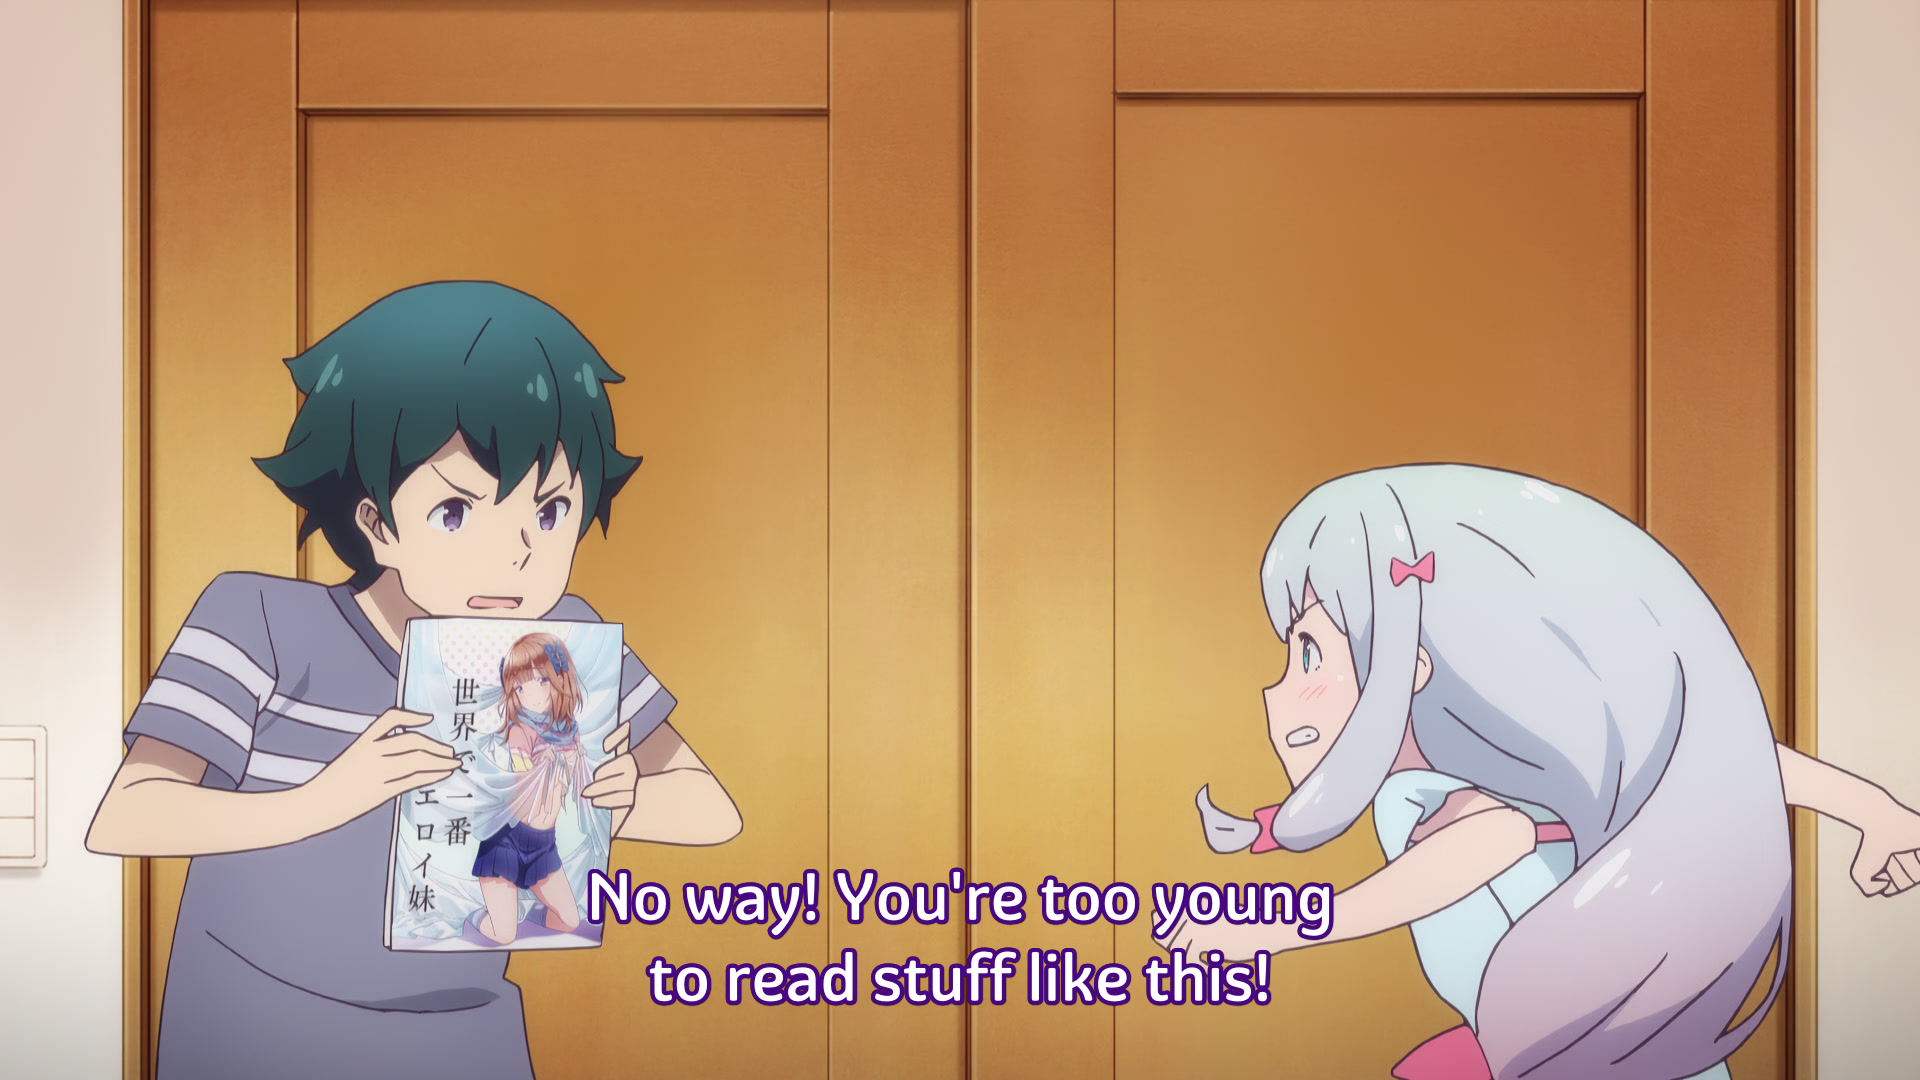 世界で一番
エロイ妹
No way! You're too young
to read stuff like this!